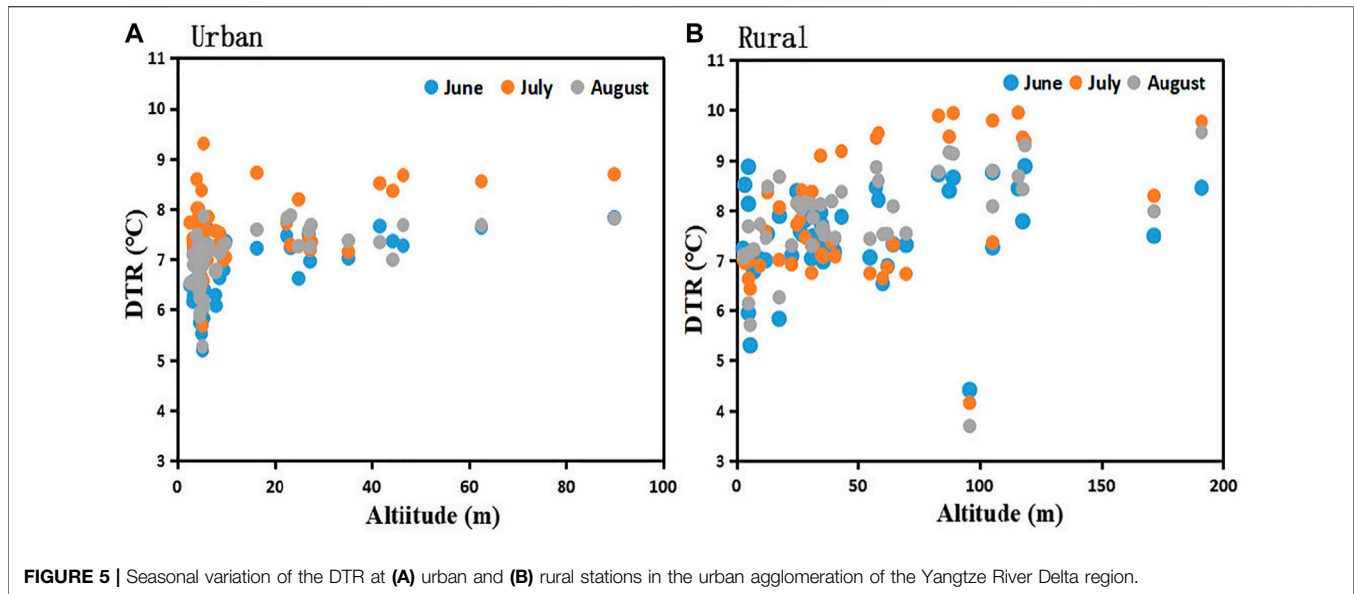 A Urban
11
10
9
8
7
6
5
4
3
DTR (°C)
June July August
0 20 40 60 80 100
Altiitude (m)
B Rural
11
10
9
8
7
6
5
4
3
DTR (°C)
June July August
0 50 100 150 200
Altitude (m)
FIGURE 5 | Seasonal variation of the DTR at (A) urban and (B) rural stations in the urban agglomeration of the Yangtze River Delta region.